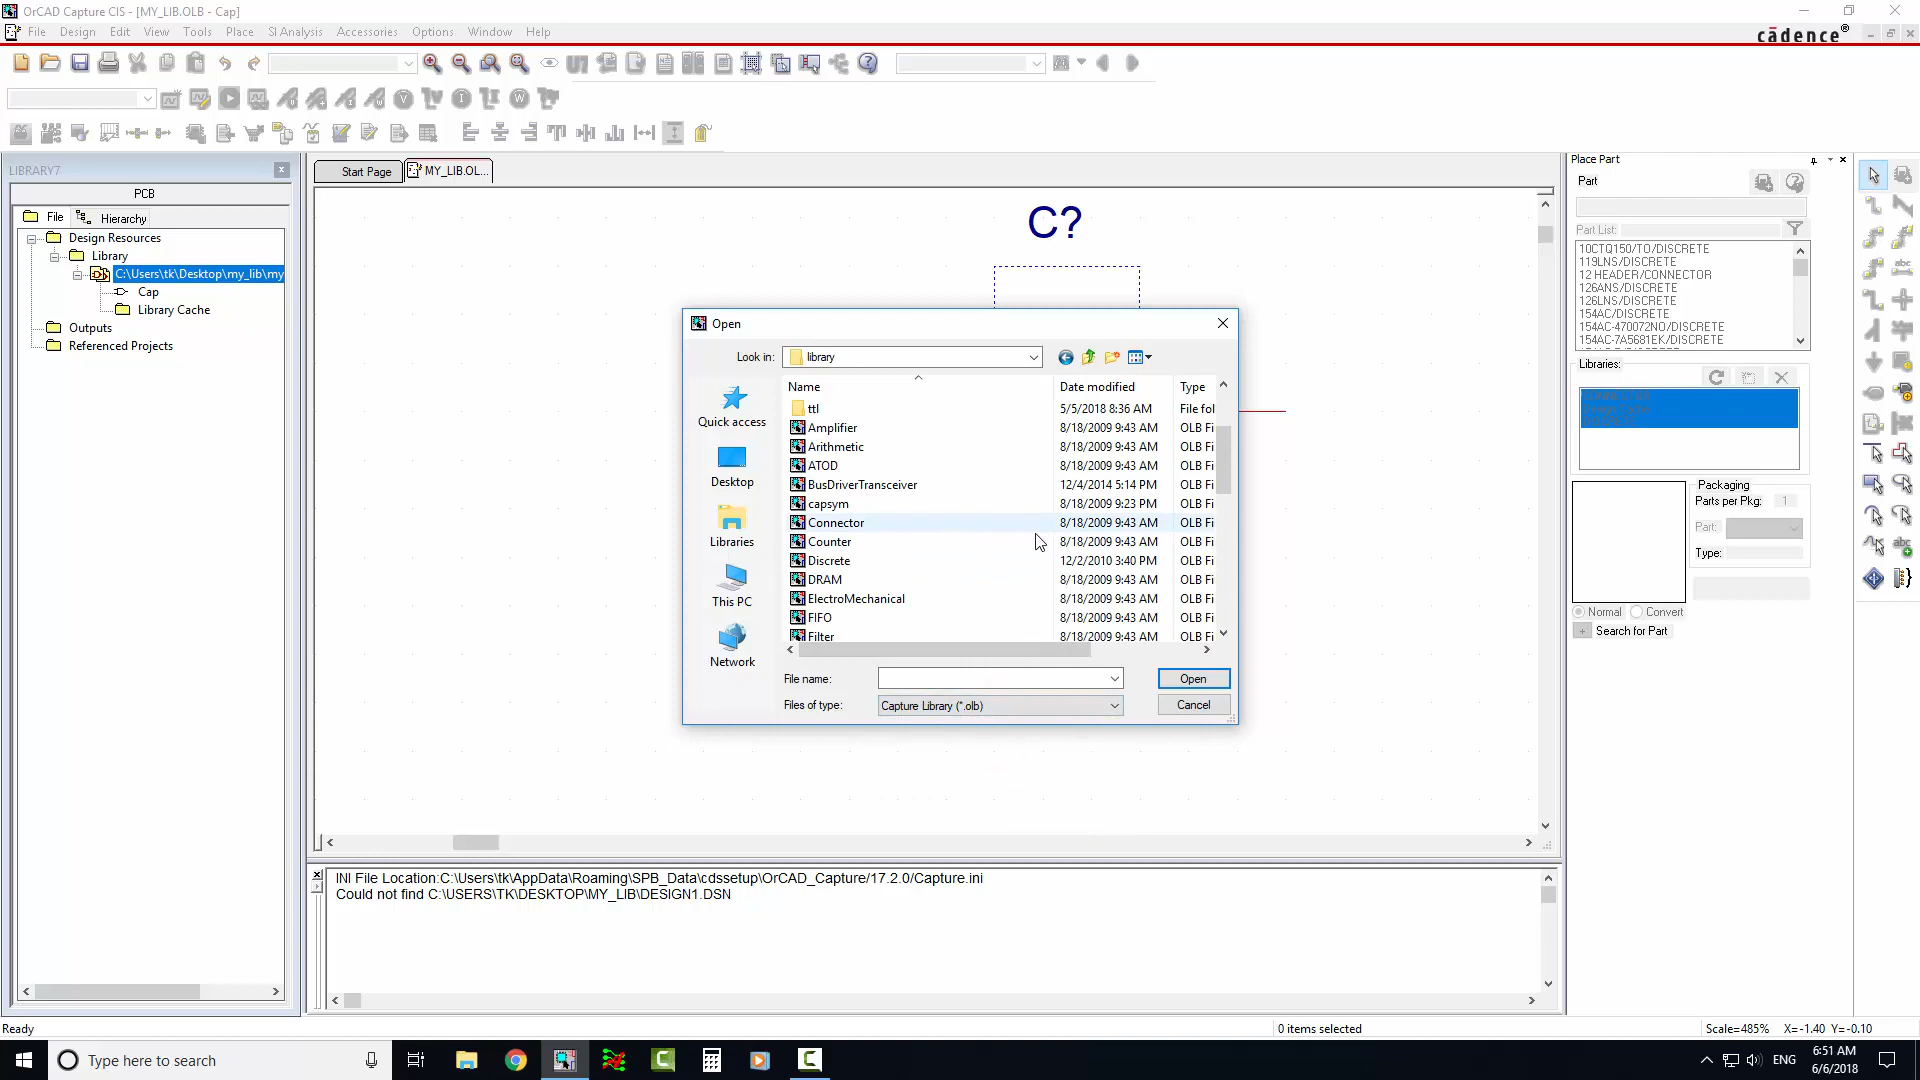 OrCAD Capture CIS - [MY_LIB.OLB - Cap]
File Design Edit View Tools Place SI Analysis Accessories Options Window Help
cādence®
LIBRARY7
PCB
File Hierarchy
Design Resources
Library
C:\Users\tk\Desktop\my_lib\my
Cap
Library Cache
Outputs
Referenced Projects
Start Page
MY_LIB.OL...
C?
Open
Look in: library
Name Date modified Type
ttl 5/5/2018 8:36 AM File fol
Amplifier 8/18/2009 9:43 AM OLB Fi
Arithmetic 8/18/2009 9:43 AM OLB Fi
ATOD 8/18/2009 9:43 AM OLB Fi
BusDriverTransceiver 12/4/2014 5:14 PM OLB Fi
capsym 8/18/2009 9:23 PM OLB Fi
Connector 8/18/2009 9:43 AM OLB Fi
Counter 8/18/2009 9:43 AM OLB Fi
Discrete 12/2/2010 3:40 PM OLB Fi
DRAM 8/18/2009 9:43 AM OLB Fi
ElectroMechanical 8/18/2009 9:43 AM OLB Fi
FIFO 8/18/2009 9:43 AM OLB Fi
Filter 8/18/2009 9:43 AM OLB Fi
Quick access
Desktop
Libraries
This PC
Network
File name:
Open
Files of type: Capture Library (*.olb)
Cancel
INI File Location:C:\Users\tk\AppData\Roaming\SPB_Data\cdssetup\OrCAD_Capture/17.2.0/Capture.ini
Could not find C:\USERS\TK\DESKTOP\MY_LIB\DESIGN1.DSN
Place Part
Part
Part List:
10CTQ150/TO/DISCRETE
119LNS/DISCRETE
12 HEADER/CONNECTOR
126ANS/DISCRETE
126LNS/DISCRETE
154AC/DISCRETE
154AC-470072NO/DISCRETE
154AC-7A5681EK/DISCRETE
Libraries:
Packaging
Parts per Pkg: 1
Part:
Type:
Normal Convert
+ Search for Part
Ready
0 items selected
Scale=485% X=-1.40 Y=-0.10
Type here to search
ENG
6:51 AM
6/6/2018